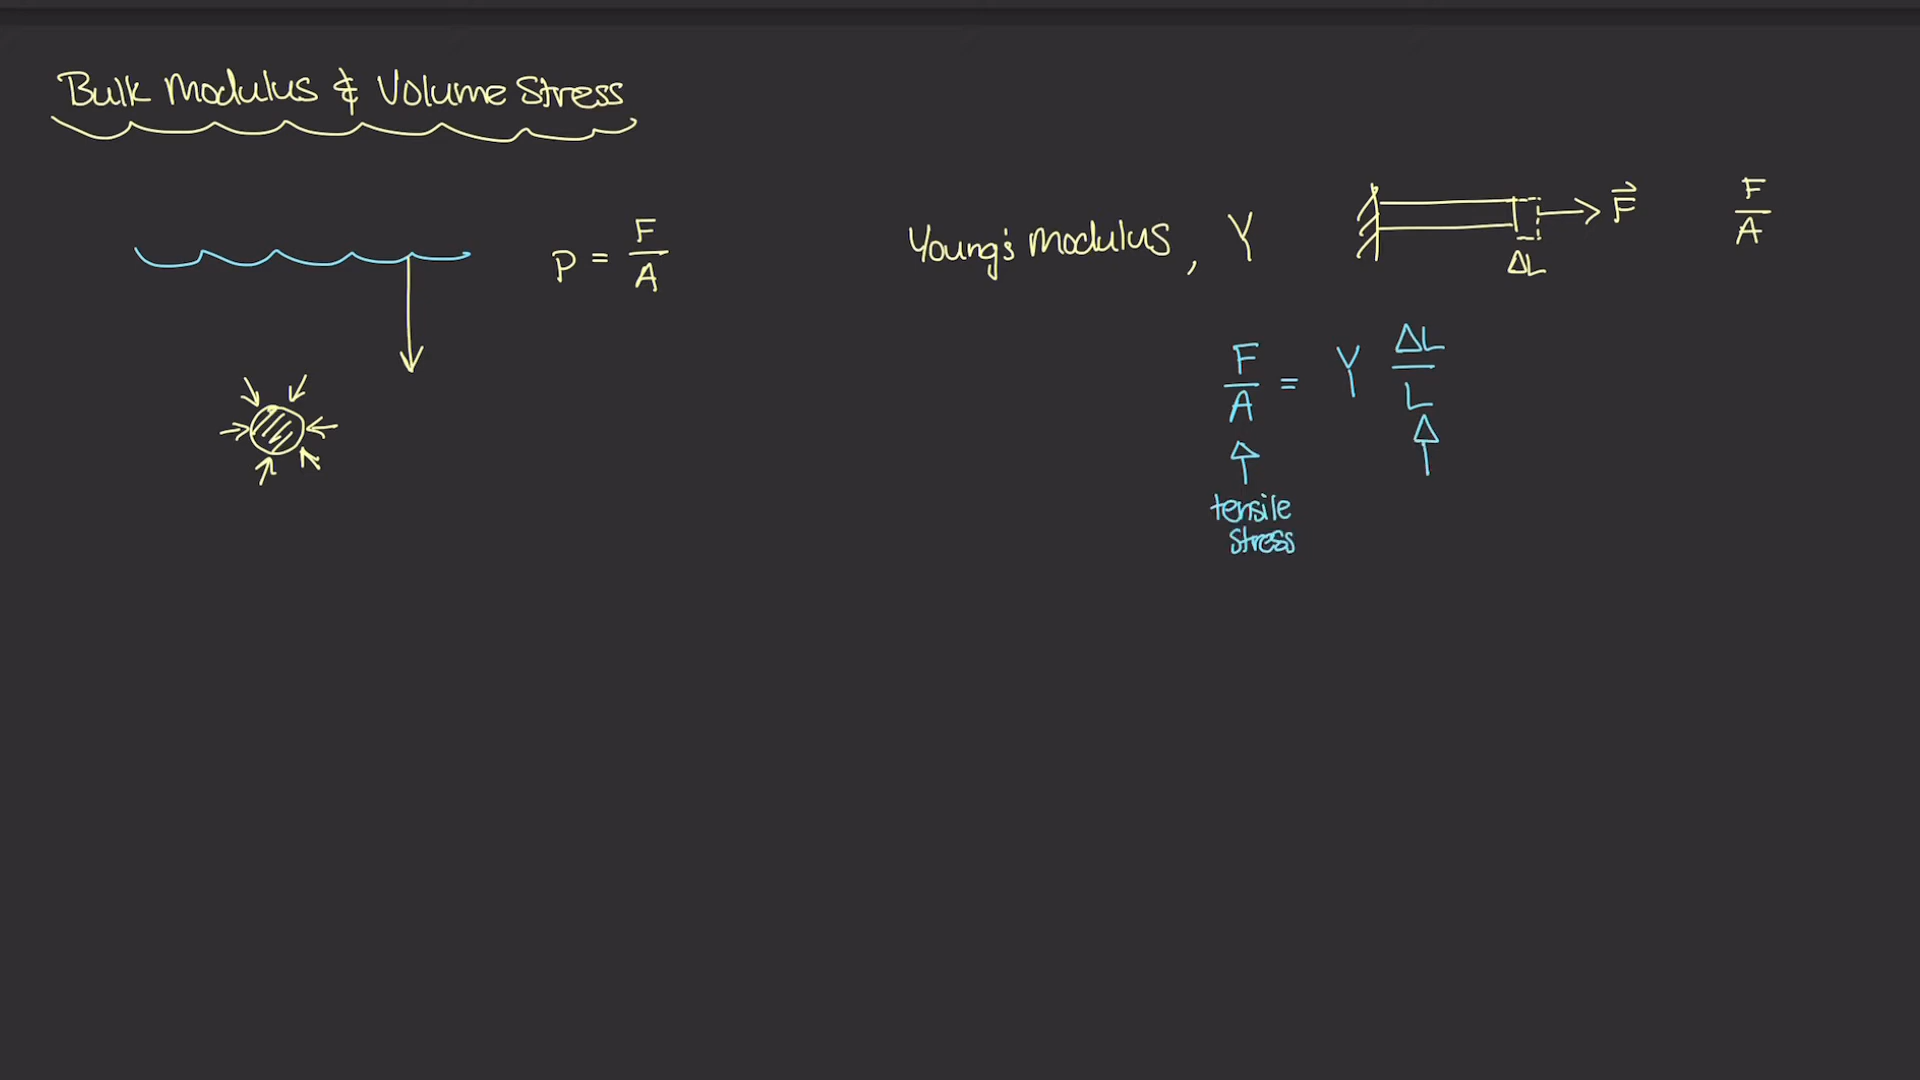 Bulk Modulus & Volume Stress
P = F/A
Young's modulus, Y
ΔL
F⃗
F/A
F/A = Y ΔL/L
tensile
stress